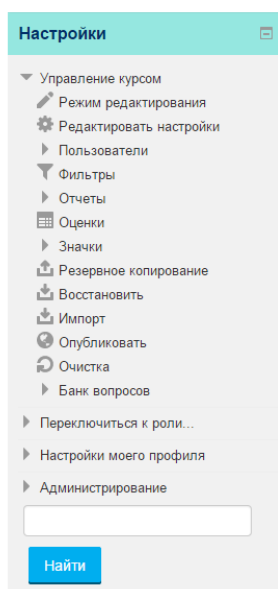 Настройки
Управление курсом
Режим редактирования
Редактировать настройки
Пользователи
Фильтры
Отчеты
Оценки
Значки
Резервное копирование
Восстановить
Импорт
Опубликовать
Очистка
Банк вопросов
Переключиться к роли...
Настройки моего профиля
Администрирование
Найти